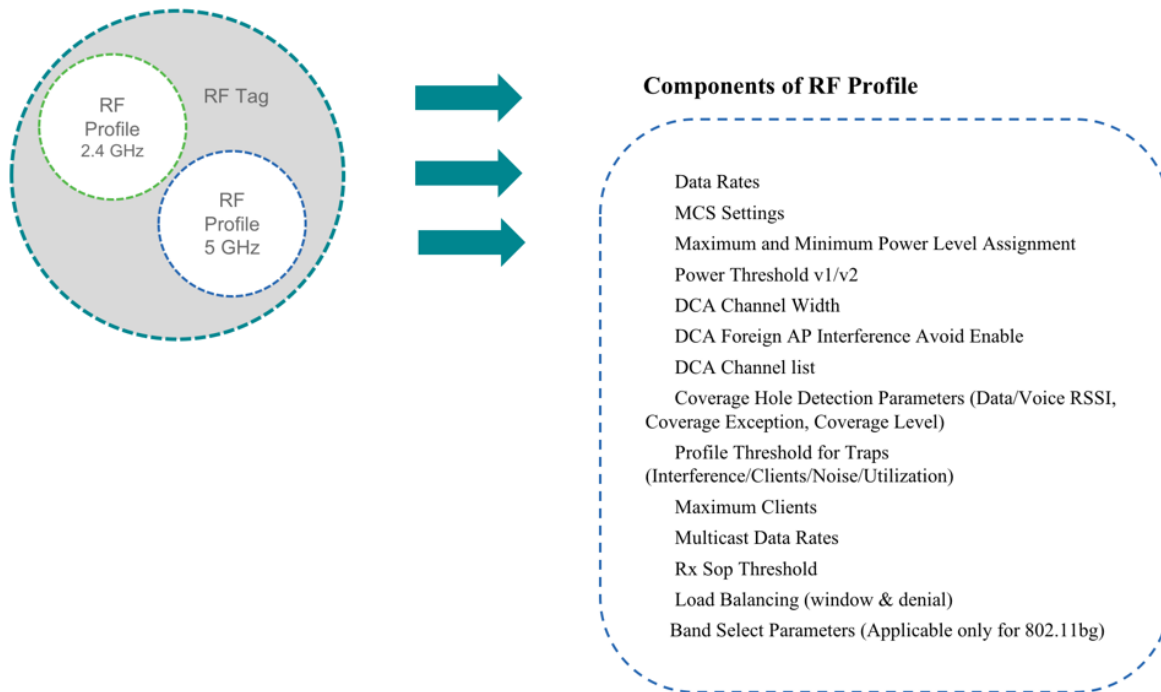 RF Tag
RF
Profile
2.4 GHz
RF
Profile
5 GHz
Components of RF Profile
Data Rates
MCS Settings
Maximum and Minimum Power Level Assignment
Power Threshold v1/v2
DCA Channel Width
DCA Foreign AP Interference Avoid Enable
DCA Channel list
Coverage Hole Detection Parameters (Data/Voice RSSI,
Coverage Exception, Coverage Level)
Profile Threshold for Traps
(Interference/Clients/Noise/Utilization)
Maximum Clients
Multicast Data Rates
Rx Sop Threshold
Load Balancing (window & denial)
Band Select Parameters (Applicable only for 802.11bg)